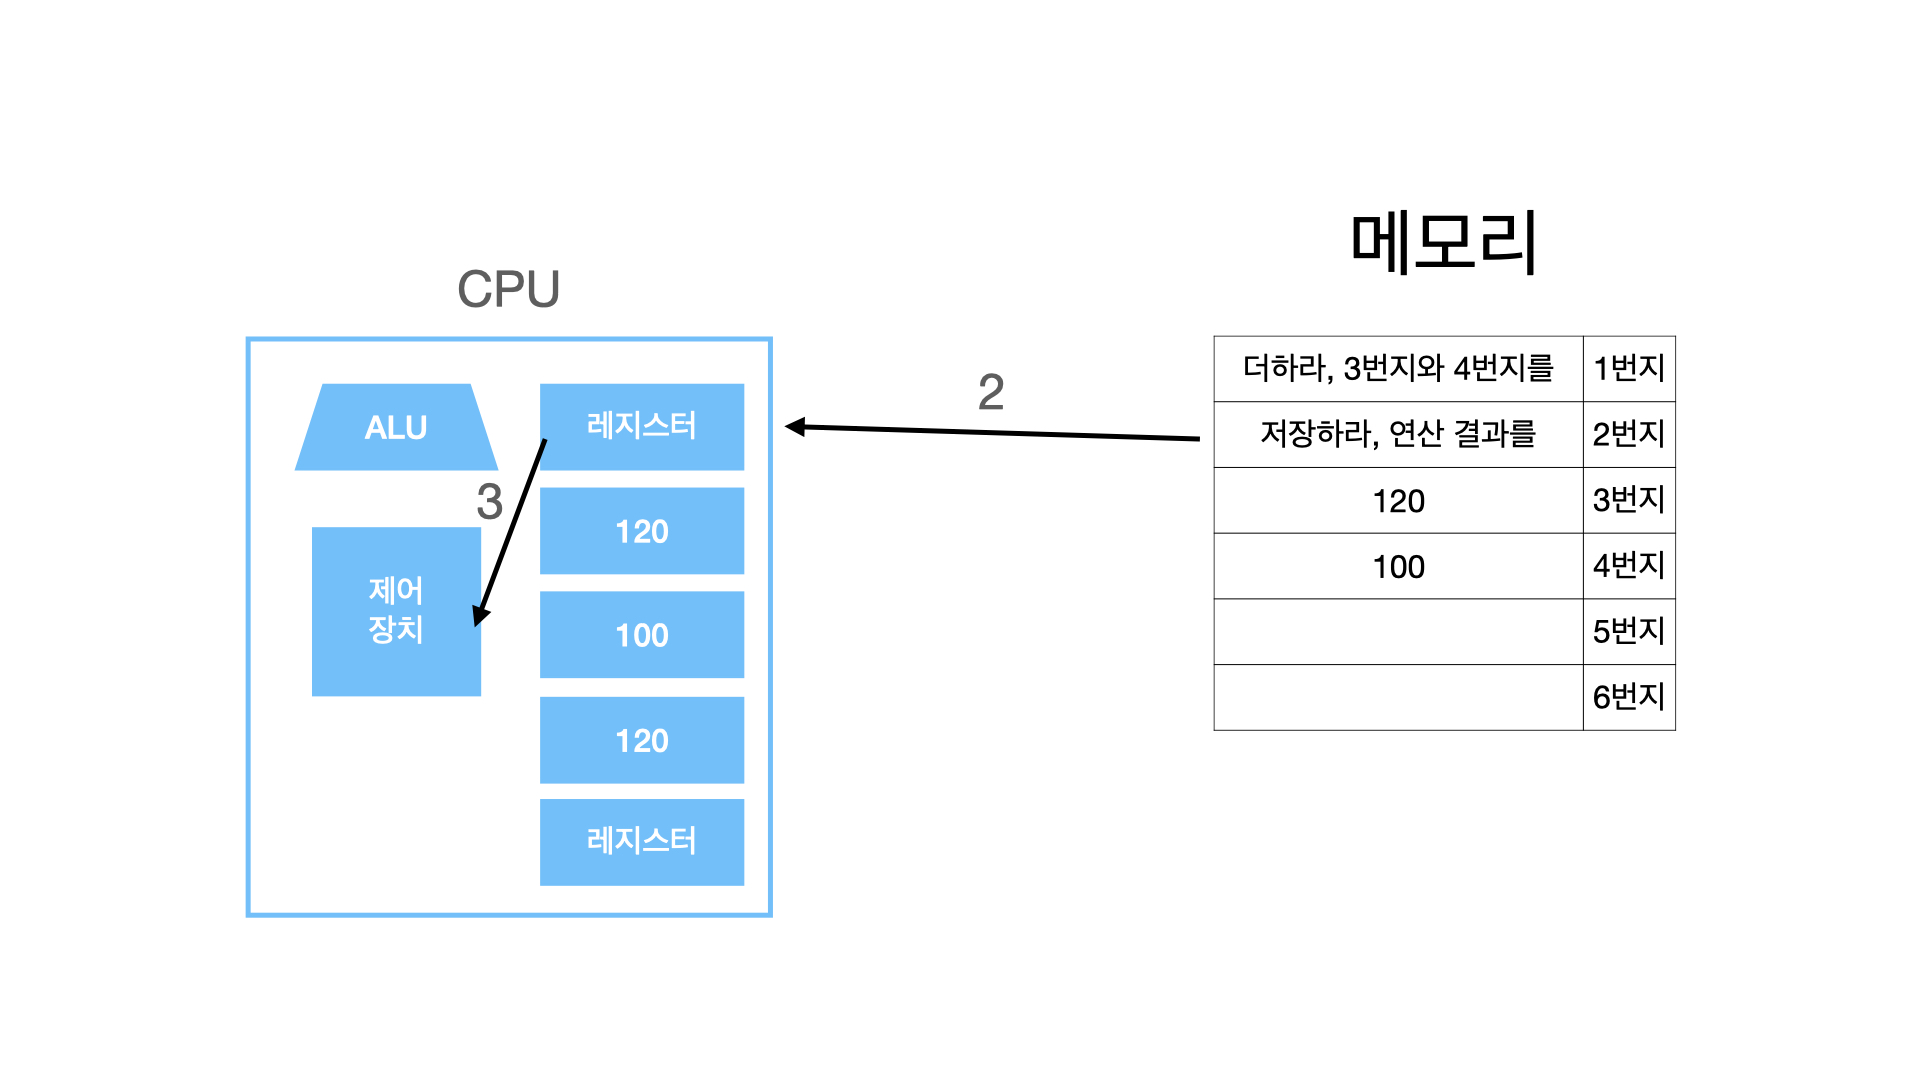 메모리
CPU
ALU
레지스터
120
100
120
레지스터
제어
장치
3
2
더하라, 3번지와 4번지를 1번지
저장하라, 연산 결과를 2번지
120 3번지
100 4번지
5번지
6번지